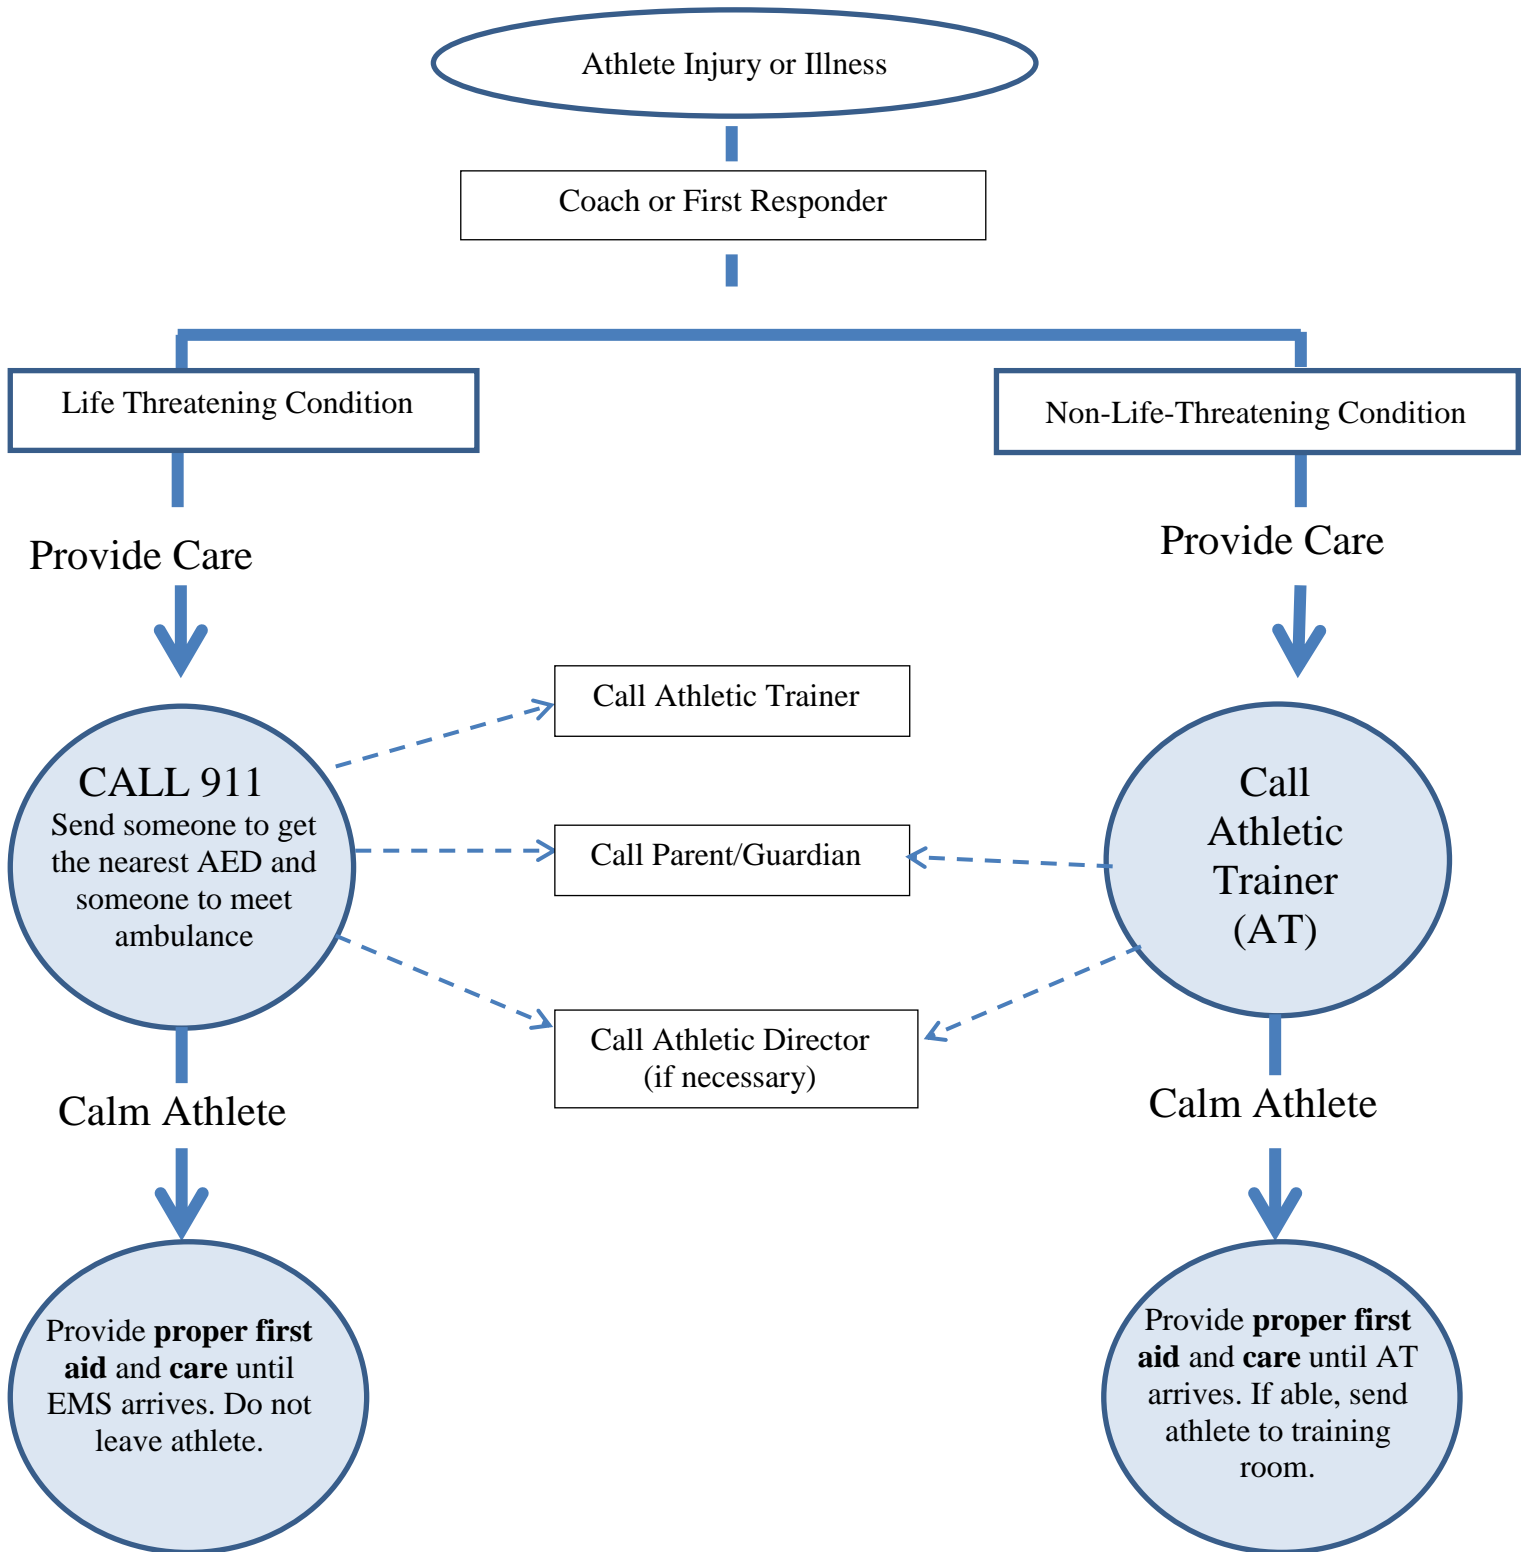 Athlete Injury or Illness
Coach or First Responder
Life Threatening Condition
Non-Life-Threatening Condition
Provide Care
Provide Care
Call Athletic Trainer
CALL 911
Send someone to get
the nearest AED and
someone to meet
ambulance
Call Parent/Guardian
Call
Athletic
Trainer
(AT)
Call Athletic Director
(if necessary)
Calm Athlete
Calm Athlete
Provide proper first
aid and care until
EMS arrives. Do not
leave athlete.
Provide proper first
aid and care until AT
arrives. If able, send
athlete to training
room.